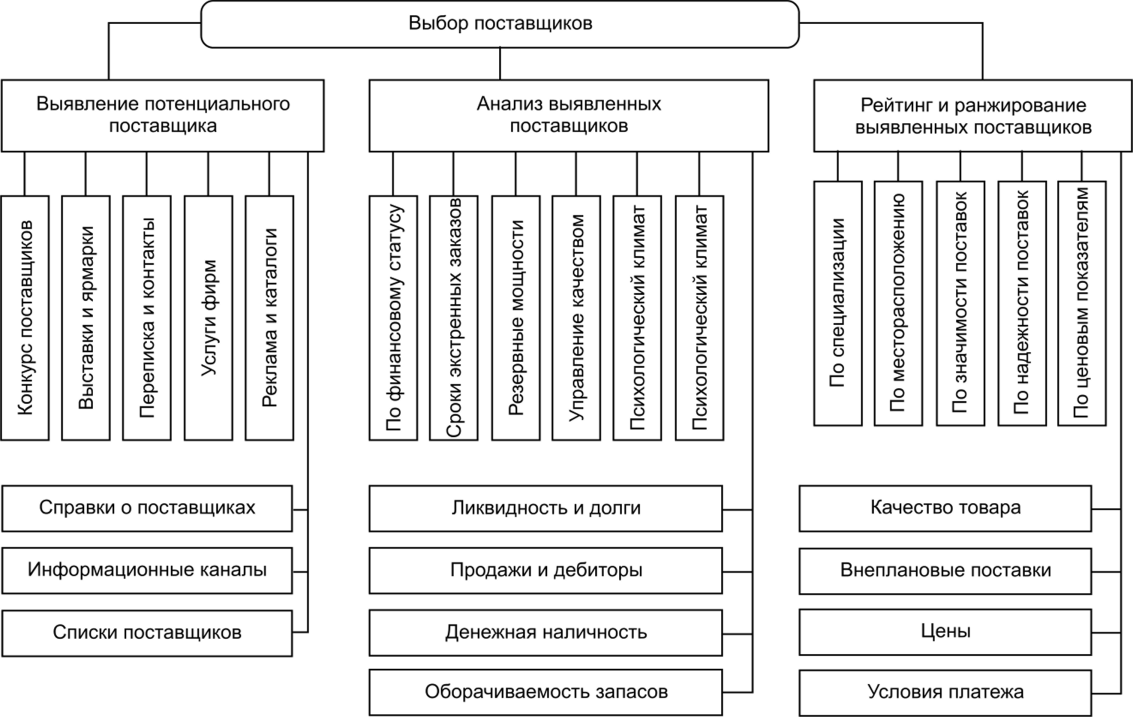 Выбор поставщиков
Выявление потенциального
поставщика
Конкурс поставщиков
Выставки и ярмарки
Переписка и контакты
Услуги фирм
Реклама и каталоги
Справки о поставщиках
Информационные каналы
Списки поставщиков
Анализ выявленных
поставщиков
По финансовому статусу
Сроки экстренных заказов
Резервные мощности
Управление качеством
Психологический климат
Психологический климат
Ликвидность и долги
Продажи и дебиторы
Денежная наличность
Оборачиваемость запасов
Рейтинг и ранжирование
выявленных поставщиков
По специализации
По месторасположению
По значимости поставок
По надежности поставок
По ценовым показателям
Качество товара
Внеплановые поставки
Цены
Условия платежа